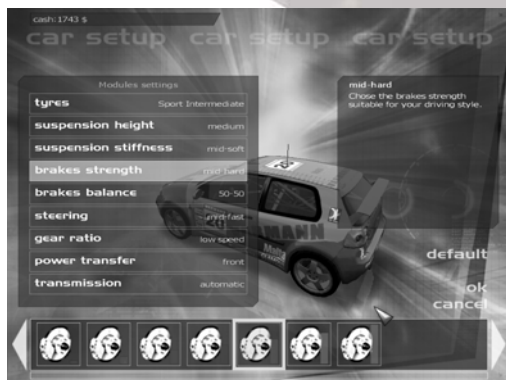 cash: 1743 $
car setup car setup car setup
Modules settings
tyres Sport Intermediate
suspension height medium
suspension stiffness mid-soft
brakes strength mid-hard
brakes balance 50-50
steering mid-fast
gear ratio low speed
power transfer front
transmission automatic
mid-hard
Chose the brakes strength
suitable for your driving style.
20
MANN
default
ok
cancel